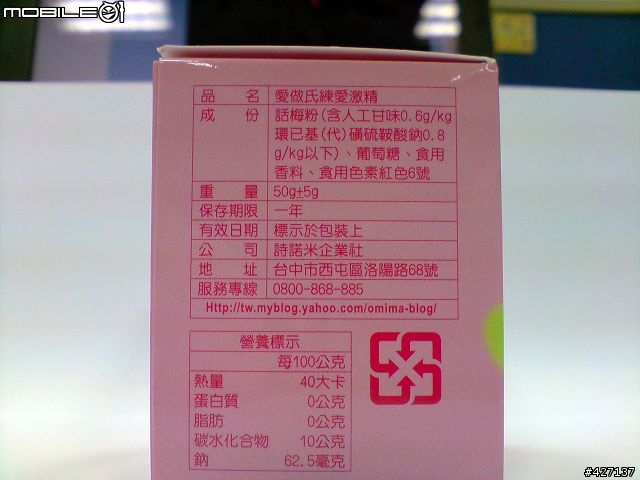 MOBILE01
品名 愛做氏練愛激精
成份 話梅粉(含人工甘味0.6g/kg
環已基(代)磺硫銨酸鈉0.8
g/kg以下)、葡萄糖、食用
香料、食用色素紅色6號
重量 50g±5g
保存期限 一年
有效日期 標示於包裝上
公司 詩諾米企業社
地址 台中市西屯區洛陽路68號
服務專線 0800-868-885
Http://tw.myblog.yahoo.com/omima-blog/
營養標示
每100公克
熱量 40大卡
蛋白質 0公克
脂肪 0公克
碳水化合物 10公克
鈉 62.5毫克
#427137